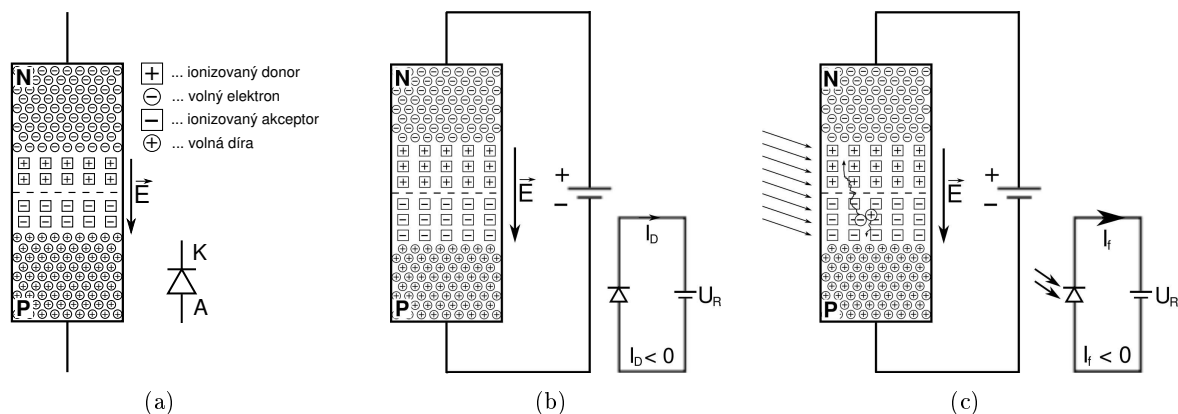 N
+ ... ionizovaný donor
− ... volný elektron
− ... ionizovaný akceptor
+ ... volná díra
E
K
A
P
(a)
N
+
−
E
I_D
U_R
P
I_D < 0
(b)
N
+
−
E
I_f
U_R
P
I_f < 0
(c)